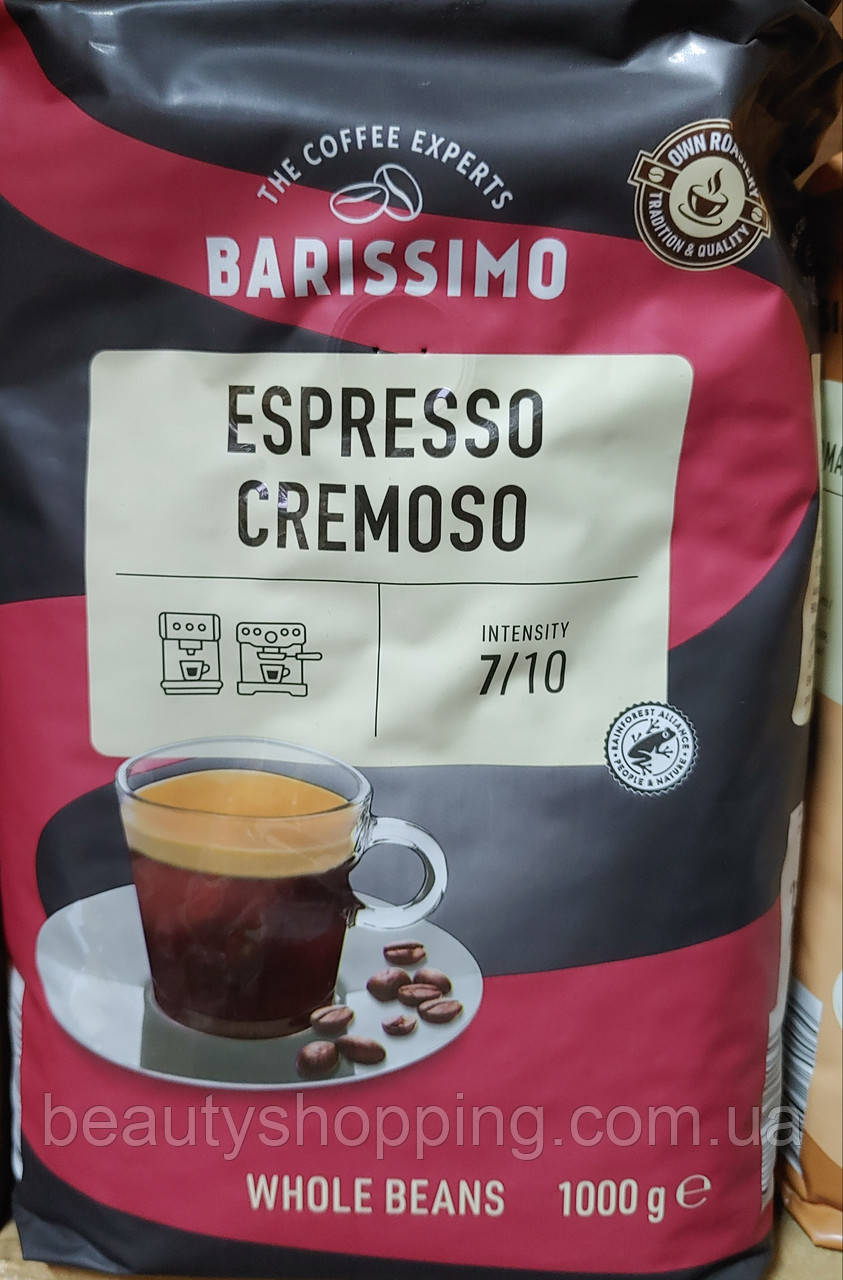 THE COFFEE EXPERTS
BARISSIMO
OWN ROASTERY
TRADITION & QUALITY
ESPRESSO
CREMOSO
INTENSITY
7/10
RAINFOREST ALLIANCE
PEOPLE & NATURE
beautyshopping.com.ua
WHOLE BEANS 1000 g ℮